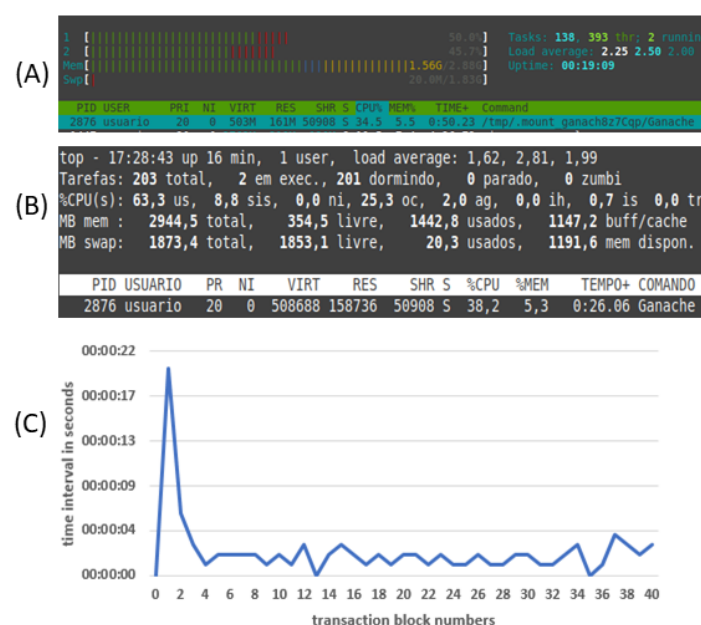 (A)
1 [ 50.0%] Tasks: 138, 393 thr; 2 runnin
2 [ 45.7%] Load average: 2.25 2.50 2.00
Mem[ 1.56G/2.88G] Uptime: 00:19:09
Swp[ 20.0M/1.83G]
PID USER PRI NI VIRT RES SHR S CPU% MEM% TIME+ Command
2876 usuario 20 0 503M 161M 50908 S 34.5 5.5 0:50.23 /tmp/.mount_ganach8z7Cqp/Ganache
(B)
top - 17:28:43 up 16 min, 1 user, load average: 1,62, 2,81, 1,99
Tarefas: 203 total, 2 em exec., 201 dormindo, 0 parado, 0 zumbi
%CPU(s): 63,3 us, 8,8 sis, 0,0 ni, 25,3 oc, 2,0 ag, 0,0 ih, 0,7 is 0,0 tr
MB mem : 2944,5 total, 354,5 livre, 1442,8 usados, 1147,2 buff/cache
MB swap: 1873,4 total, 1853,1 livre, 20,3 usados, 1191,6 mem dispon.
PID USUARIO PR NI VIRT RES SHR S %CPU %MEM TEMPO+ COMANDO
2876 usuario 20 0 508688 158736 50908 S 38,2 5,3 0:26.06 Ganache
(C)
time interval in seconds
00:00:22
00:00:17
00:00:13
00:00:09
00:00:04
00:00:00
0 2 4 6 8 10 12 14 16 18 20 22 24 26 28 30 32 34 36 38 40
transaction block numbers